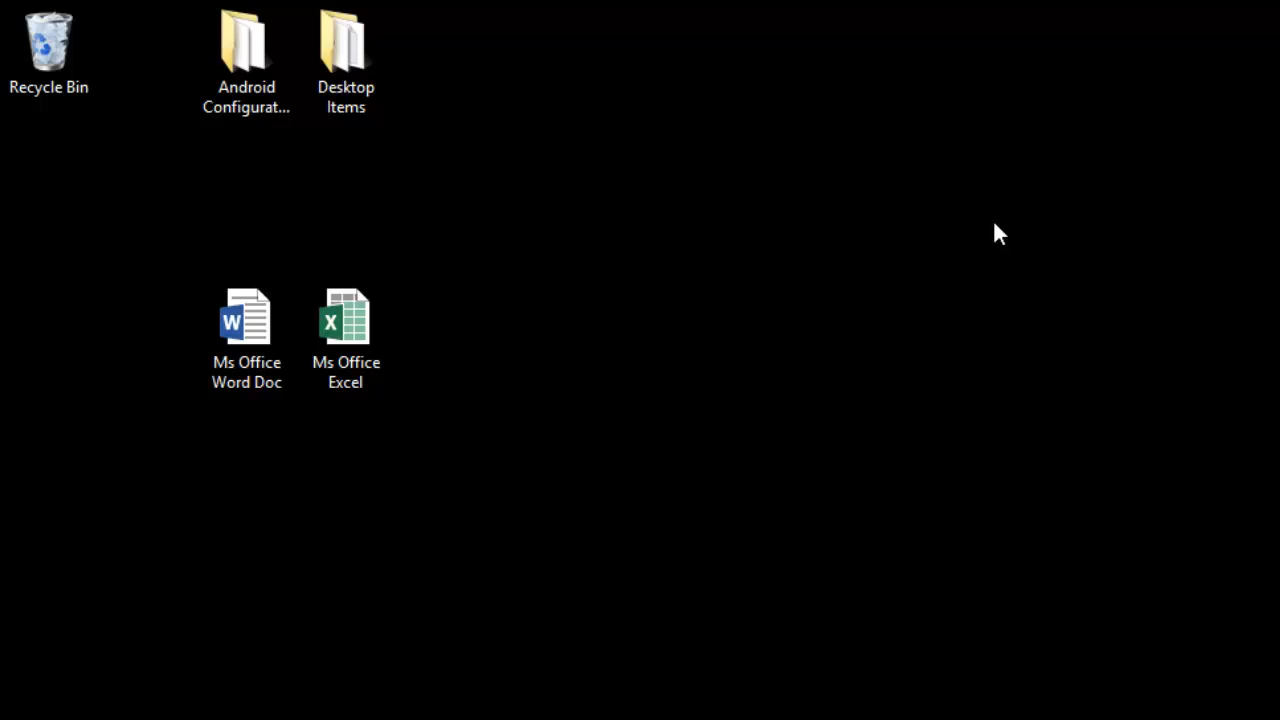 Recycle Bin
Android
Configurat...
Desktop
Items
W
Ms Office
Word Doc
X
Ms Office
Excel